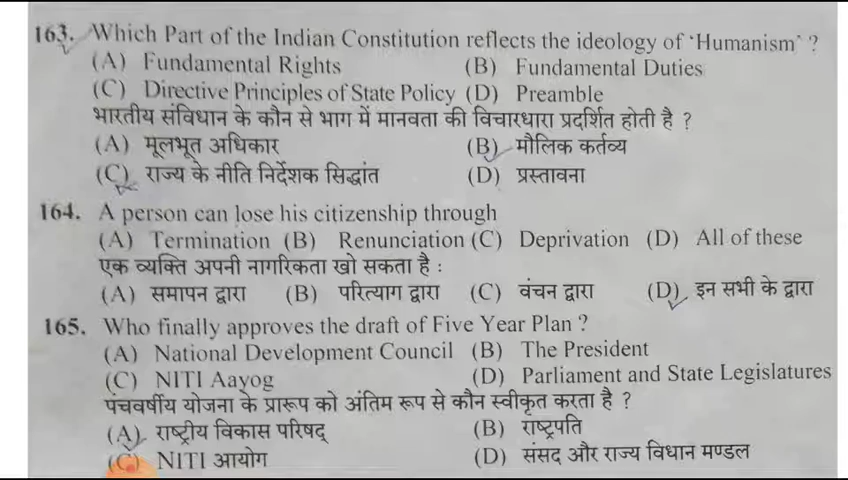 163. Which Part of the Indian Constitution reflects the ideology of 'Humanism' ?
(A) Fundamental Rights (B) Fundamental Duties
(C) Directive Principles of State Policy (D) Preamble
भारतीय संविधान के कौन से भाग में मानवता की विचारधारा प्रदर्शित होती है ?
(A) मूलभूत अधिकार (B) मौलिक कर्तव्य
(C) राज्य के नीति निर्देशक सिद्धांत (D) प्रस्तावना
164. A person can lose his citizenship through
(A) Termination (B) Renunciation (C) Deprivation (D) All of these
एक व्यक्ति अपनी नागरिकता खो सकता है :
(A) समापन द्वारा (B) परित्याग द्वारा (C) वंचन द्वारा (D) इन सभी के द्वारा
165. Who finally approves the draft of Five Year Plan ?
(A) National Development Council (B) The President
(C) NITI Aayog (D) Parliament and State Legislatures
पंचवर्षीय योजना के प्रारूप को अंतिम रूप से कौन स्वीकृत करता है ?
(A) राष्ट्रीय विकास परिषद् (B) राष्ट्रपति
(C) NITI आयोग (D) संसद और राज्य विधान मण्डल